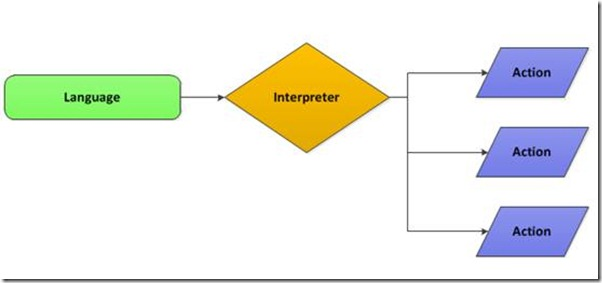 Language
Interpreter
Action
Action
Action